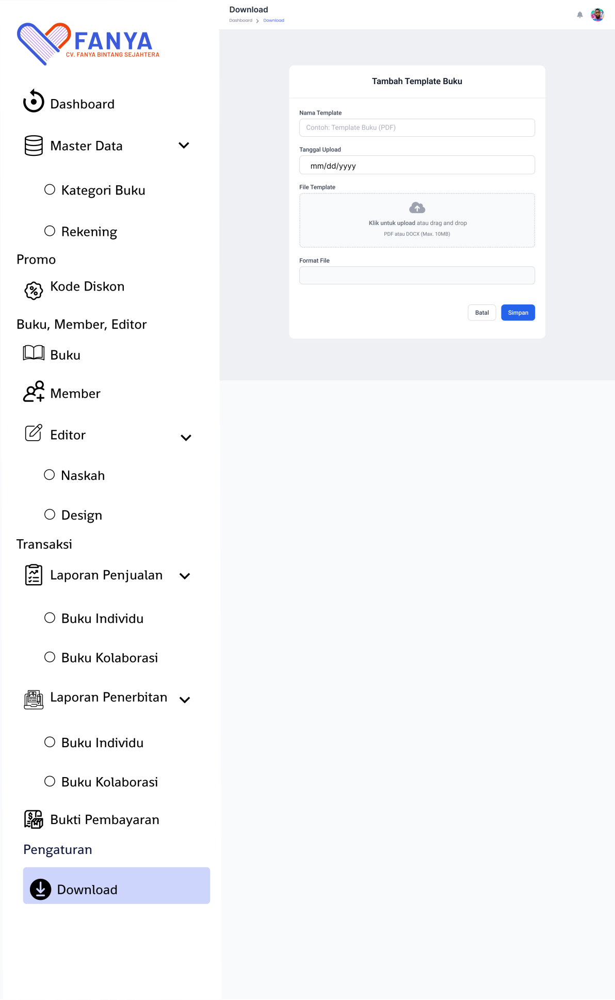 FANYA
CV. FANYA BINTANG SEJAHTERA
Dashboard
Master Data
Kategori Buku
Rekening
Promo
Kode Diskon
Buku, Member, Editor
Buku
Member
Editor
Naskah
Design
Transaksi
Laporan Penjualan
Buku Individu
Buku Kolaborasi
Laporan Penerbitan
Buku Individu
Buku Kolaborasi
Bukti Pembayaran
Pengaturan
Download
Download
Dashboard > Download
Tambah Template Buku
Nama Template
Contoh: Template Buku (PDF)
Tanggal Upload
mm/dd/yyyy
File Template
Klik untuk upload atau drag and drop
PDF atau DOCX (Max. 10MB)
Format File
Batal
Simpan